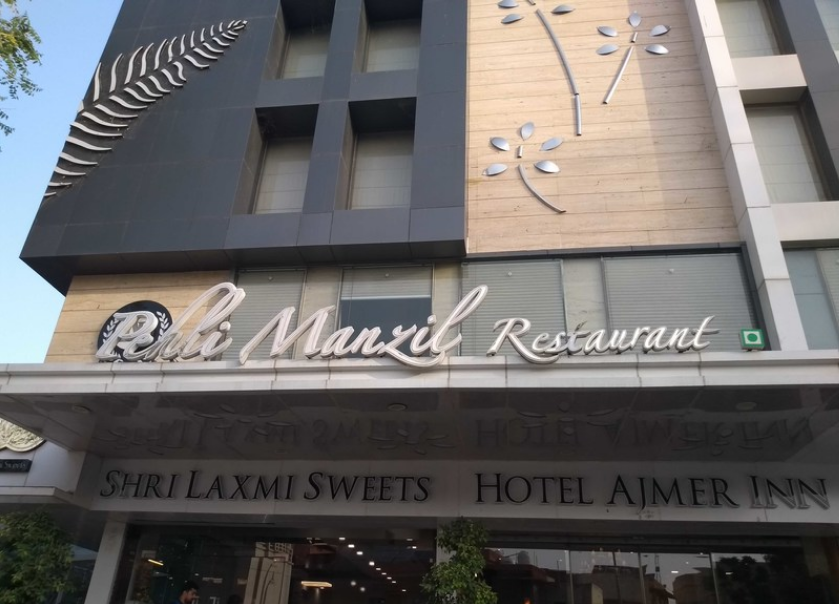 Pehli Manzil Restaurant
SHRI LAXMI SWEETS HOTEL AJMER INN